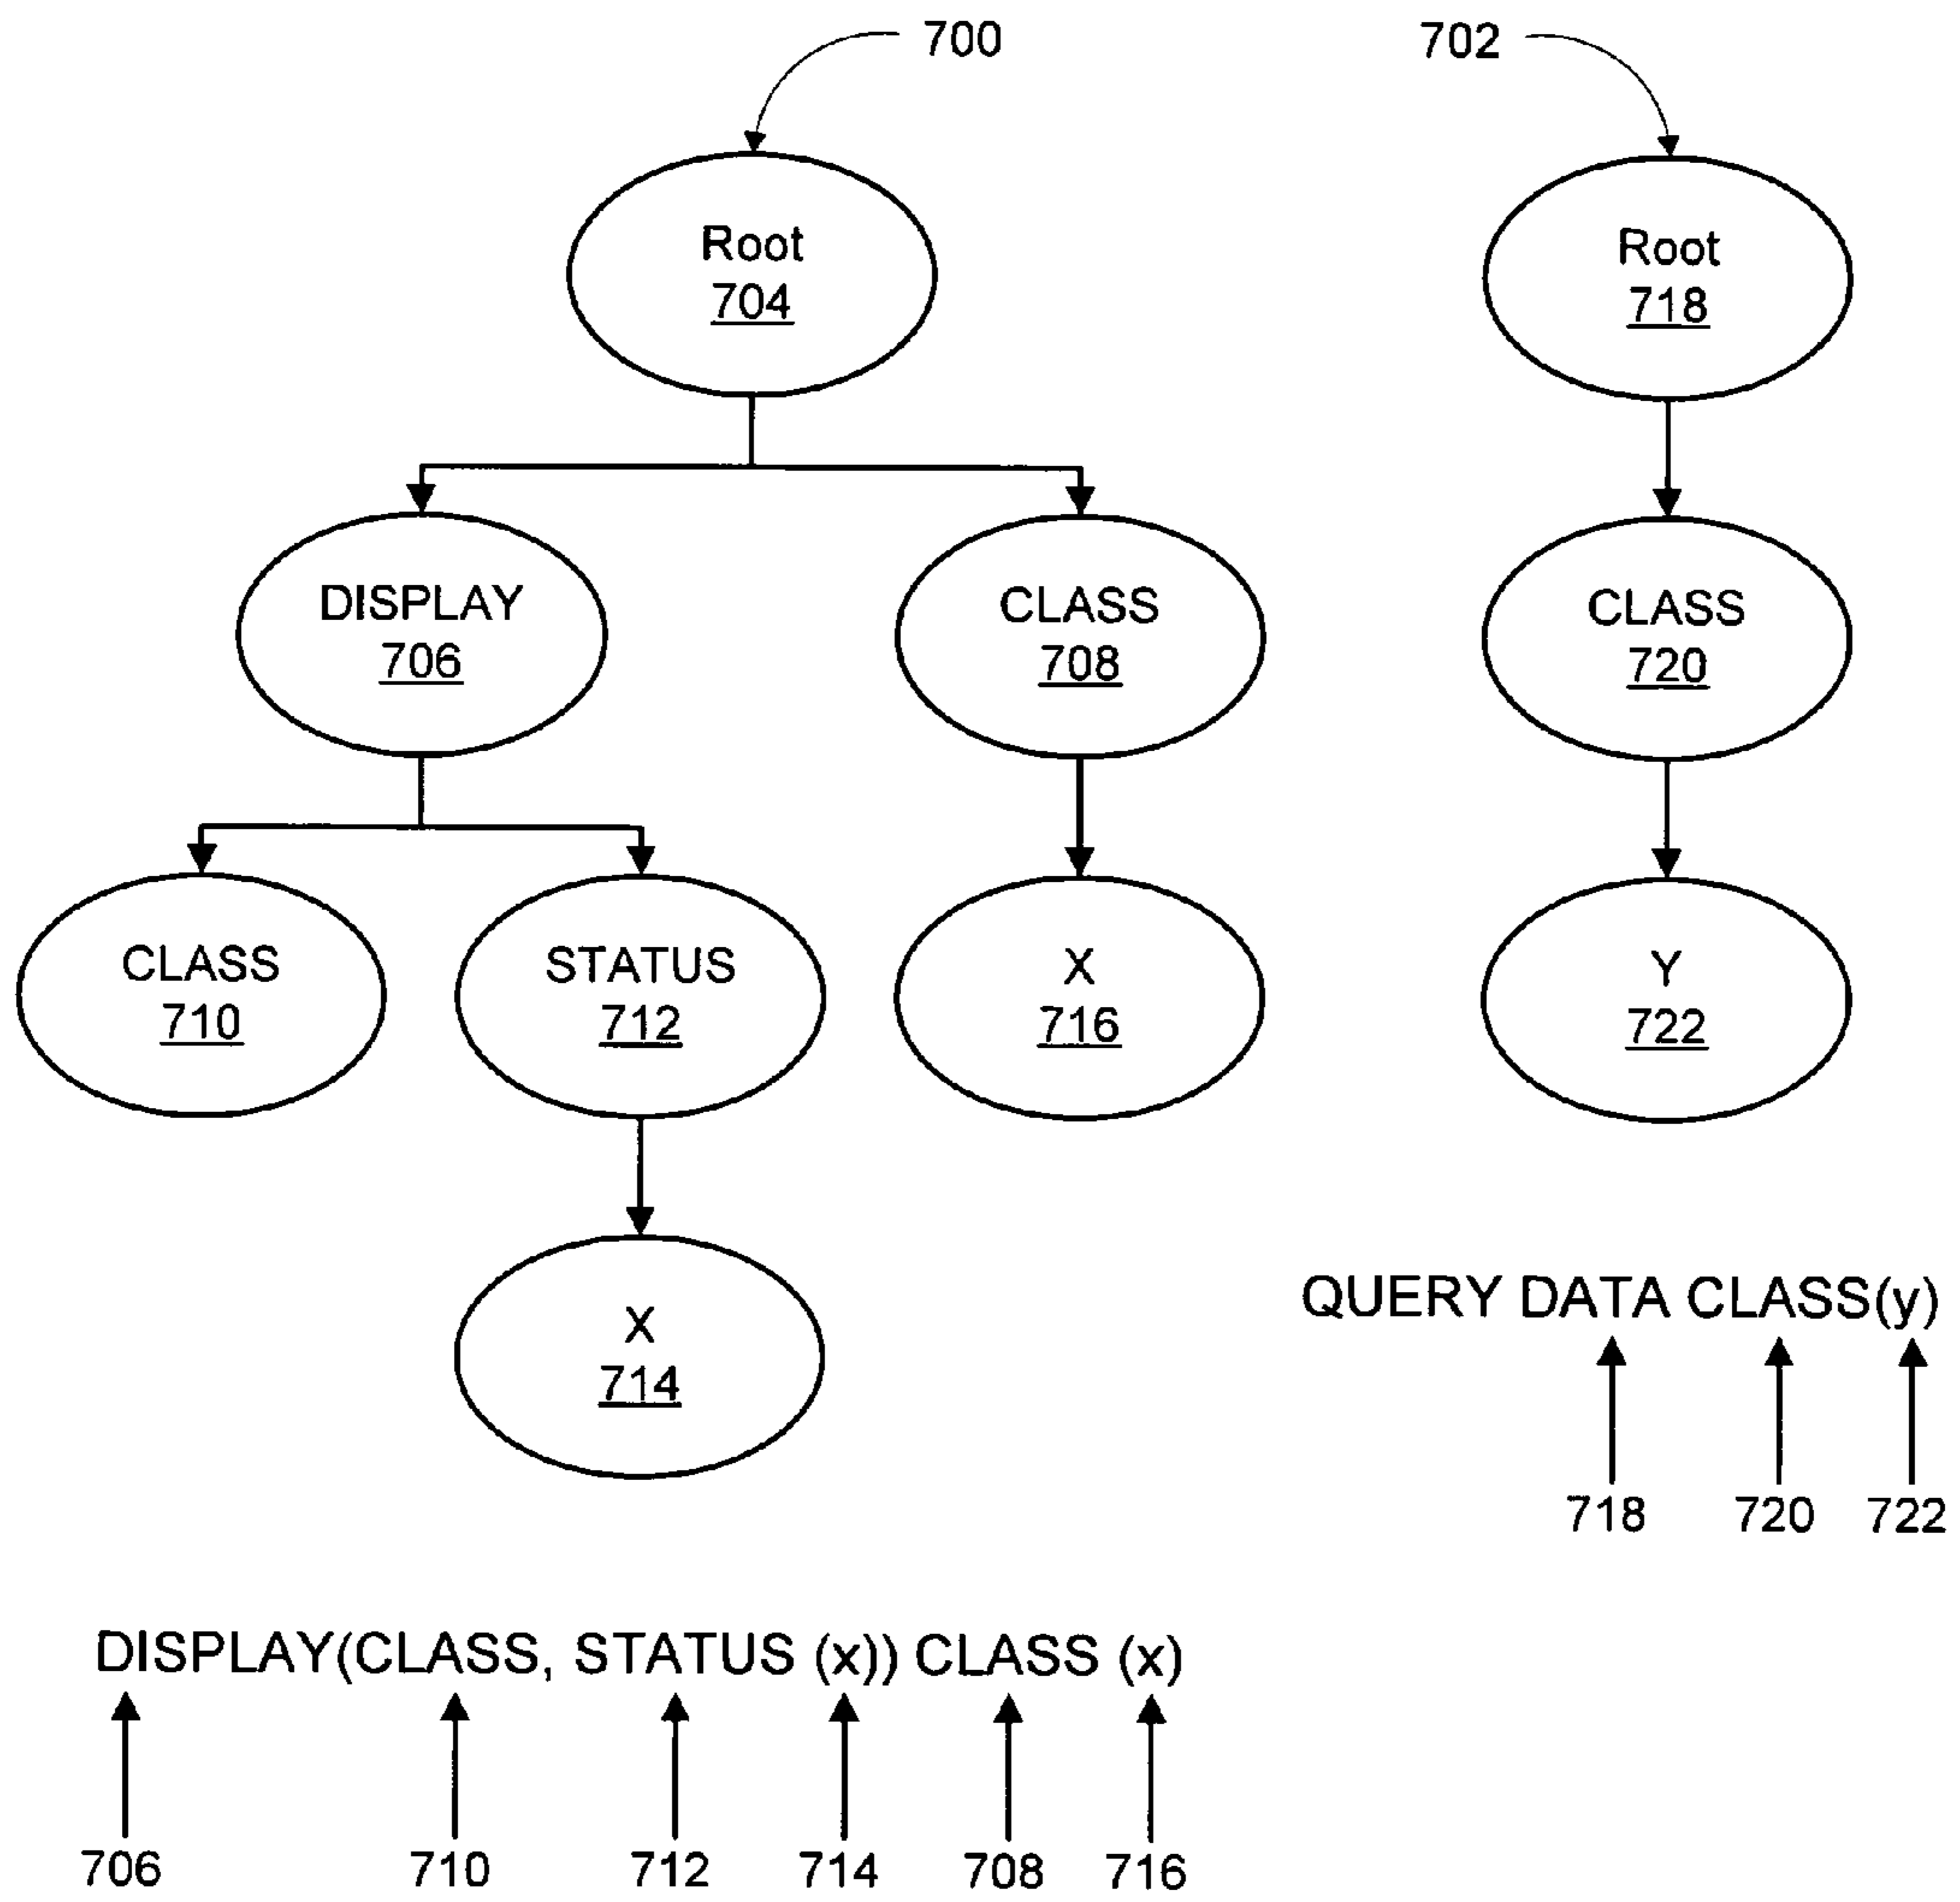 700
702
Root
704
Root
718
DISPLAY
706
CLASS
708
CLASS
720
CLASS
710
STATUS
712
X
716
Y
722
X
714
QUERY DATA CLASS(y)
718 720 722
DISPLAY(CLASS, STATUS (x)) CLASS (x)
706 710 712 714 708 716